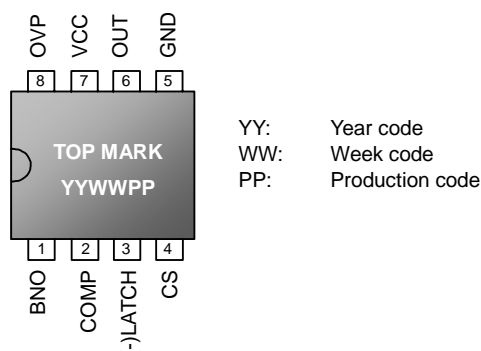 OVP VCC OUT GND
8 7 6 5
TOP MARK
YYWWPP
1 2 3 4
BNO COMP -)LATCH CS
YY: Year code
WW: Week code
PP: Production code